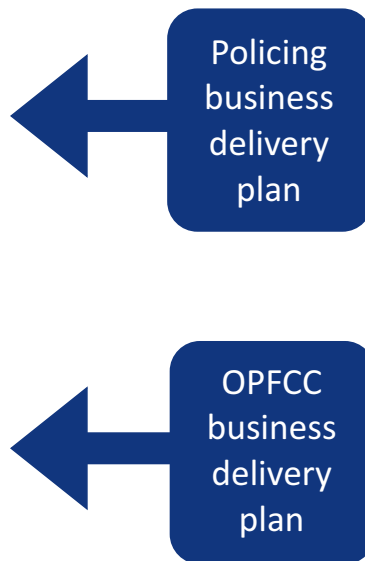 Policing
business
delivery
plan
OPFCC
business
delivery
plan